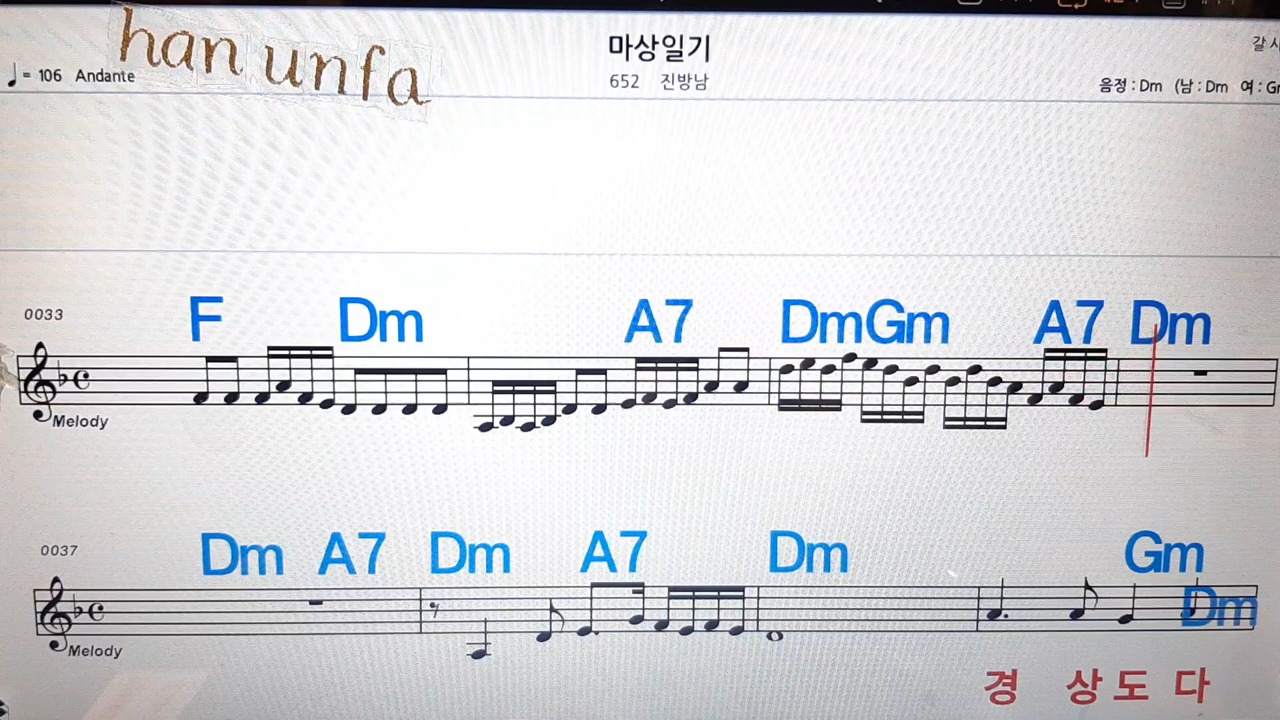 han unfa
마상일기
갈 시
♩= 106 Andante
652 진방남
음정 : Dm (남 : Dm 여 : Gm
0033
F Dm A7 DmGm A7 Dm
Melody
0037
Dm A7 Dm A7 Dm Gm
Dm
Melody
경 상 도 다